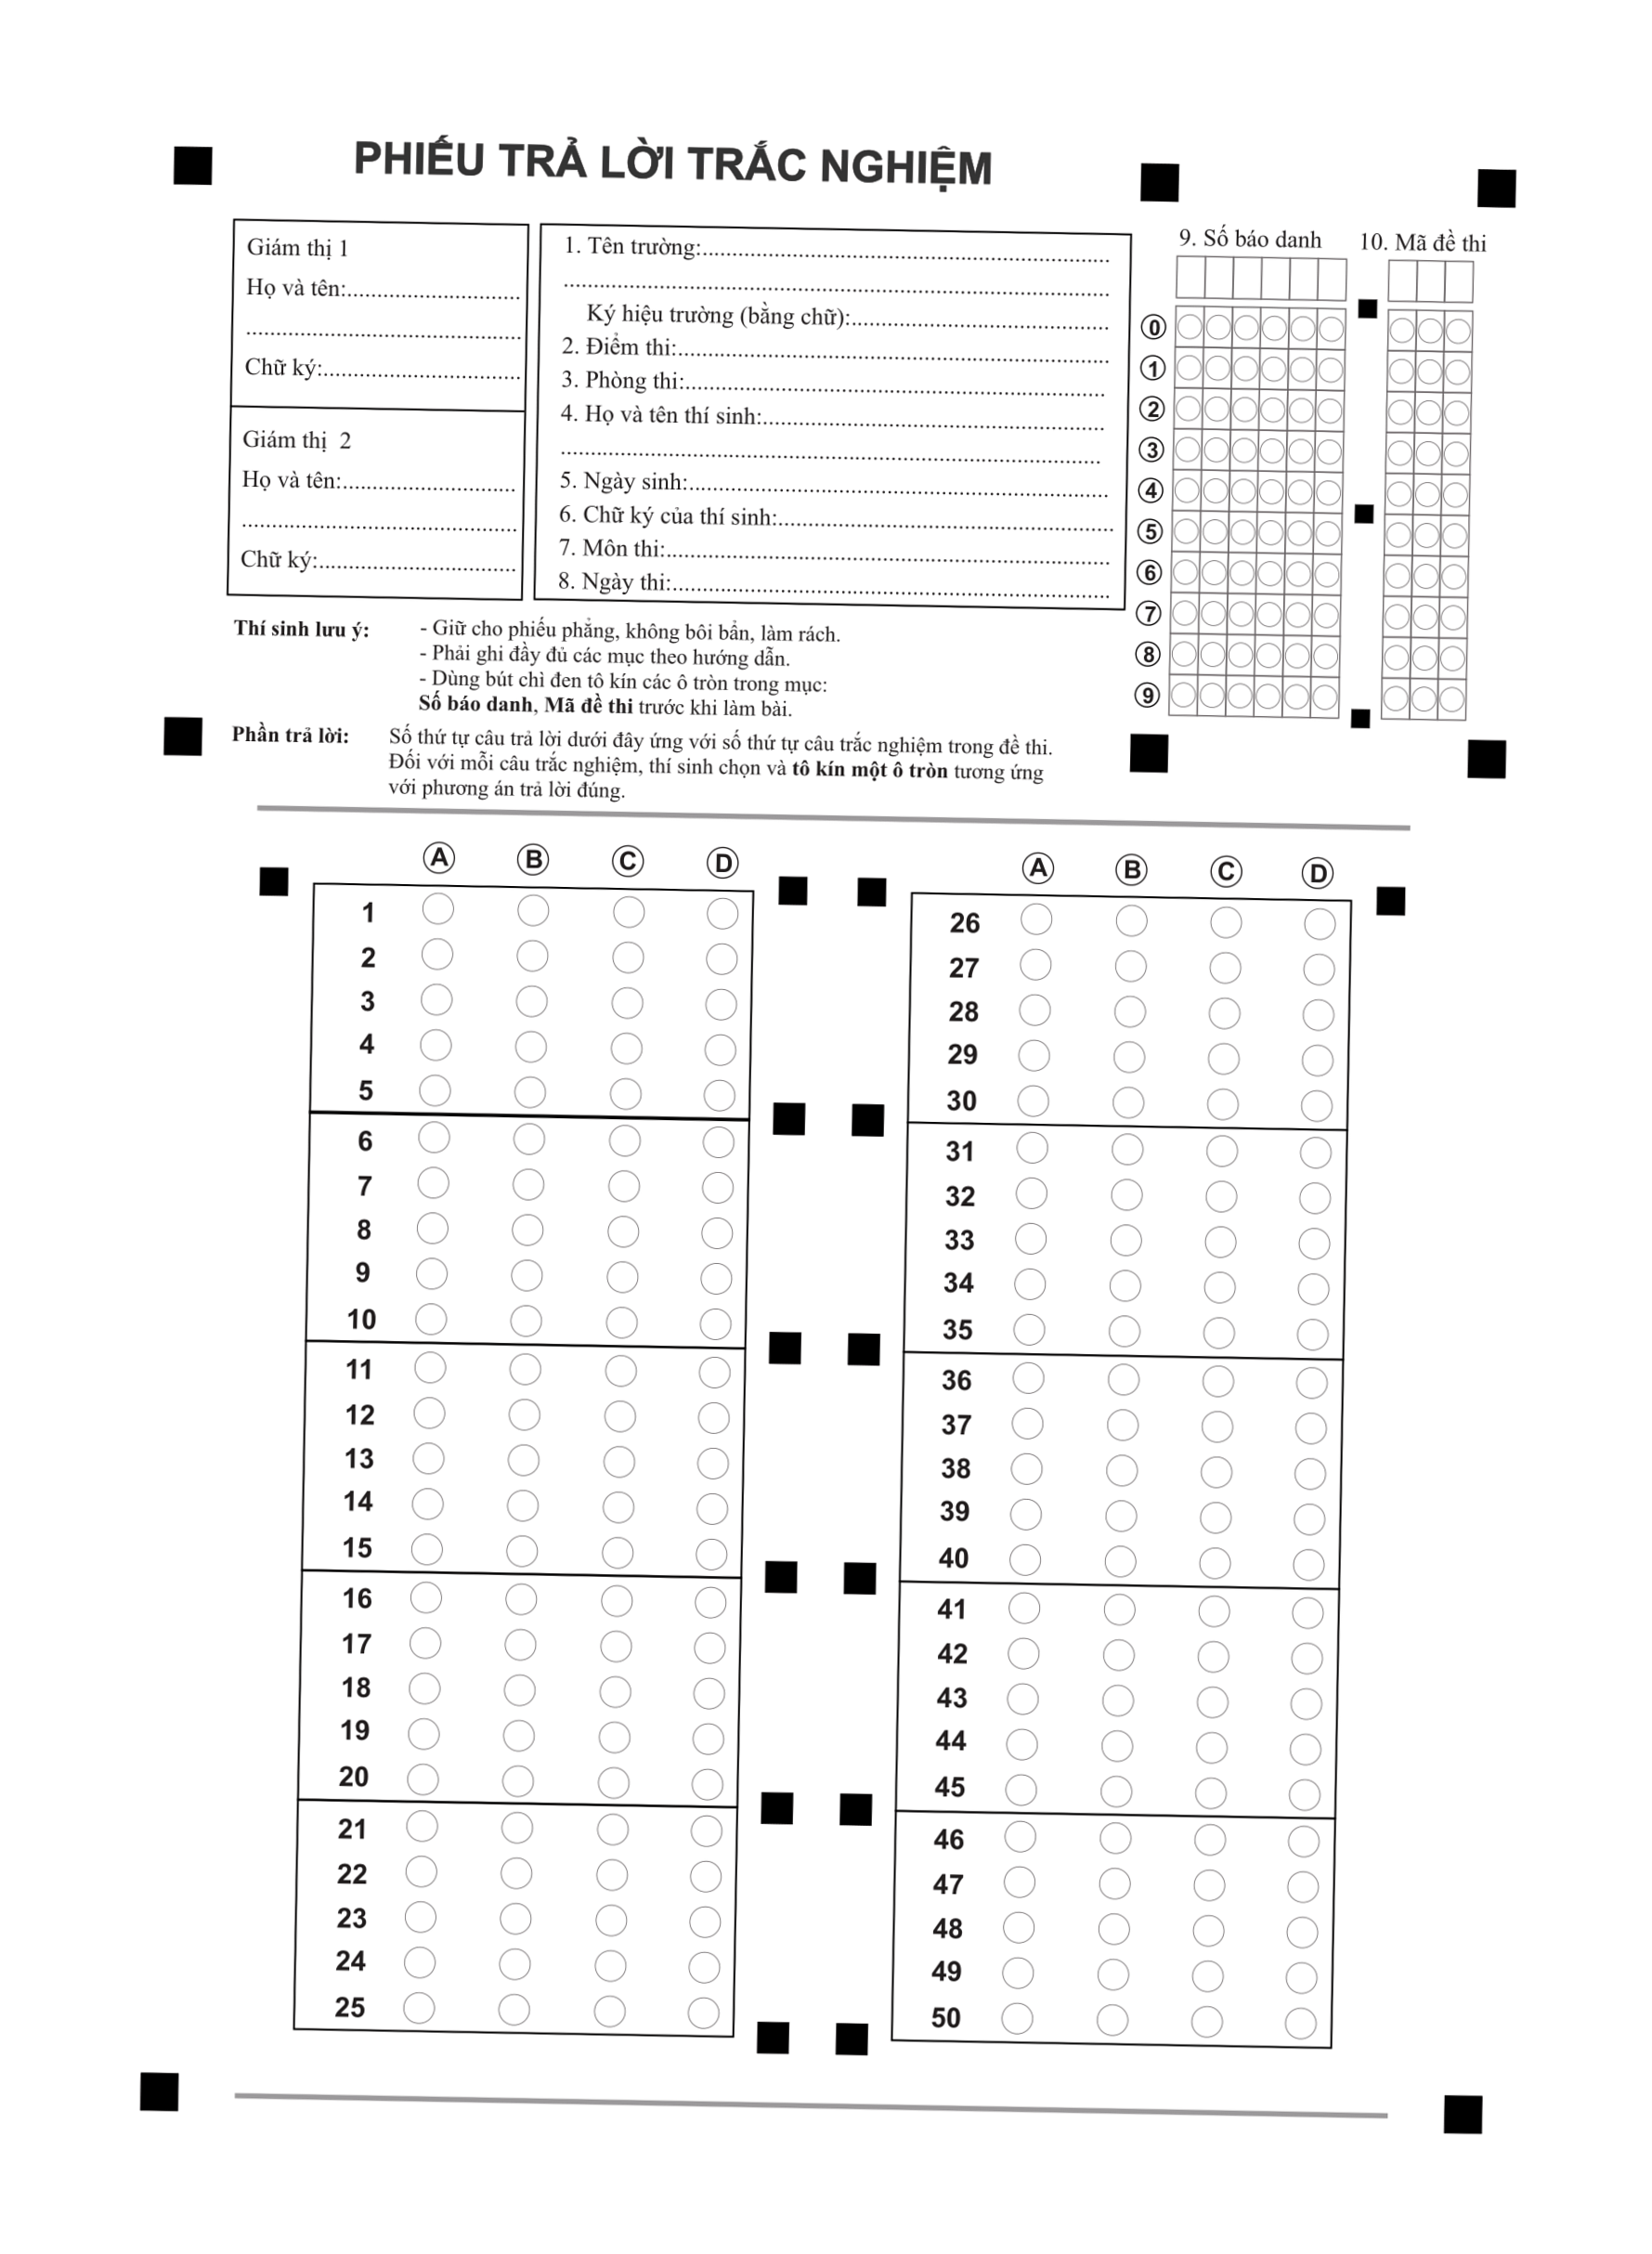 PHIẾU TRẢ LỜI TRẮC NGHIỆM
Giám thị 1
Họ và tên:.............................
..............................................
Chữ ký:.................................
Giám thị  2
Họ và tên:.............................
..............................................
Chữ ký:.................................
1. Tên trường:....................................................................
...........................................................................................
Ký hiệu trường (bằng chữ):...........................................
2. Điểm thi:........................................................................
3. Phòng thi:......................................................................
4. Họ và tên thí sinh:.........................................................
..........................................................................................
5. Ngày sinh:......................................................................
6. Chữ ký của thí sinh:........................................................
7. Môn thi:..........................................................................
8. Ngày thi:.........................................................................
9. Số báo danh
10. Mã đề thi
0
1
2
3
4
5
6
7
8
9
Thí sinh lưu ý:
- Giữ cho phiếu phẳng, không bôi bẩn, làm rách.
- Phải ghi đầy đủ các mục theo hướng dẫn.
- Dùng bút chì đen tô kín các ô tròn trong mục:
Số báo danh, Mã đề thi trước khi làm bài.
Phần trả lời:
Số thứ tự câu trả lời dưới đây ứng với số thứ tự câu trắc nghiệm trong đề thi.
Đối với mỗi câu trắc nghiệm, thí sinh chọn và tô kín một ô tròn tương ứng
với phương án trả lời đúng.
A B C D
1
2
3
4
5
6
7
8
9
10
11
12
13
14
15
16
17
18
19
20
21
22
23
24
25
A B C D
26
27
28
29
30
31
32
33
34
35
36
37
38
39
40
41
42
43
44
45
46
47
48
49
50